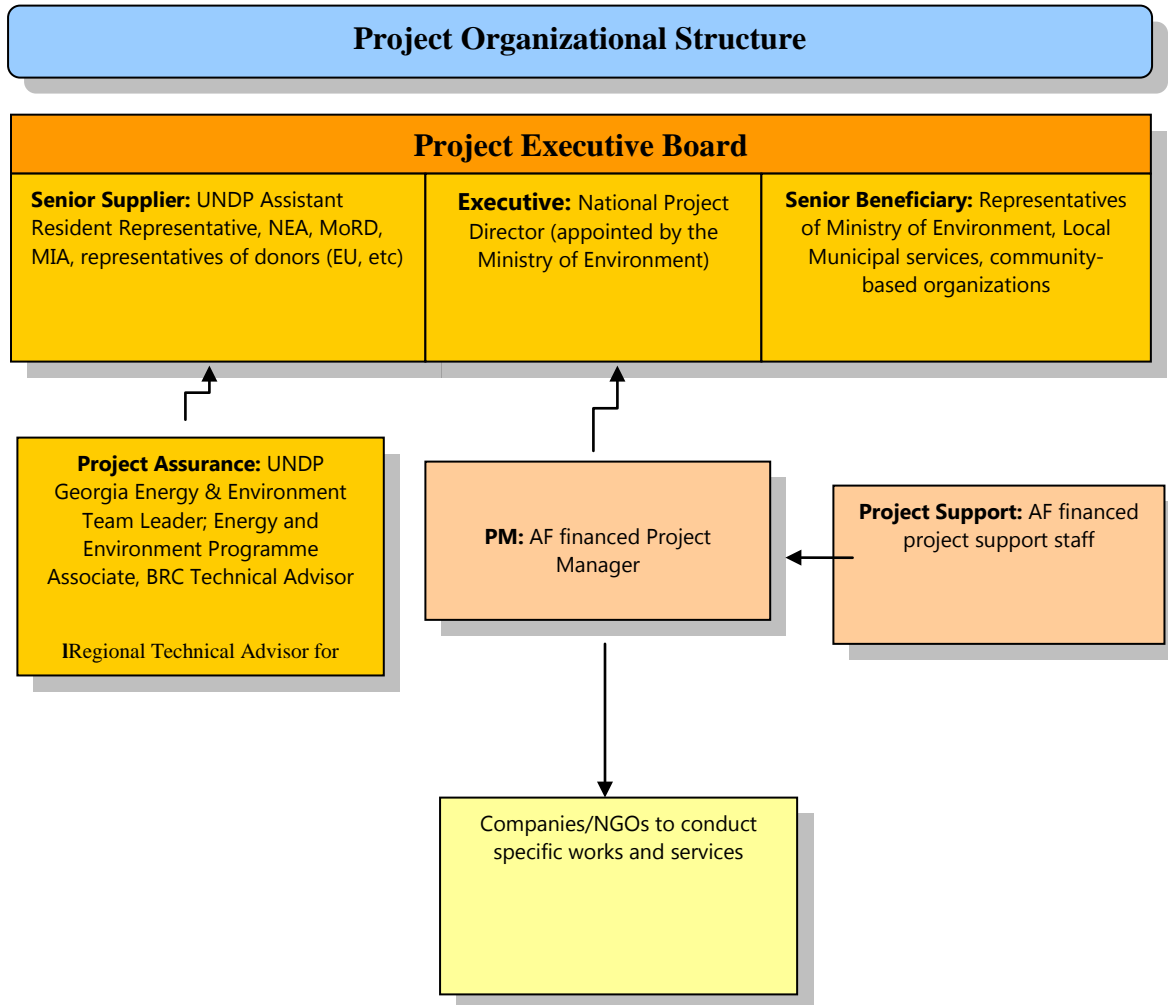 Project Organizational Structure
Project Executive Board
Senior Supplier: UNDP Assistant
Resident Representative, NEA, MoRD,
MIA, representatives of donors (EU, etc)
Executive: National Project
Director (appointed by the
Ministry of Environment)
Senior Beneficiary: Representatives
of Ministry of Environment, Local
Municipal services, community-
based organizations
Project Assurance: UNDP
Georgia Energy & Environment
Team Leader; Energy and
Environment Programme
Associate, BRC Technical Advisor
lRegional Technical Advisor for
PM: AF financed Project
Manager
Project Support: AF financed
project support staff
Companies/NGOs to conduct
specific works and services